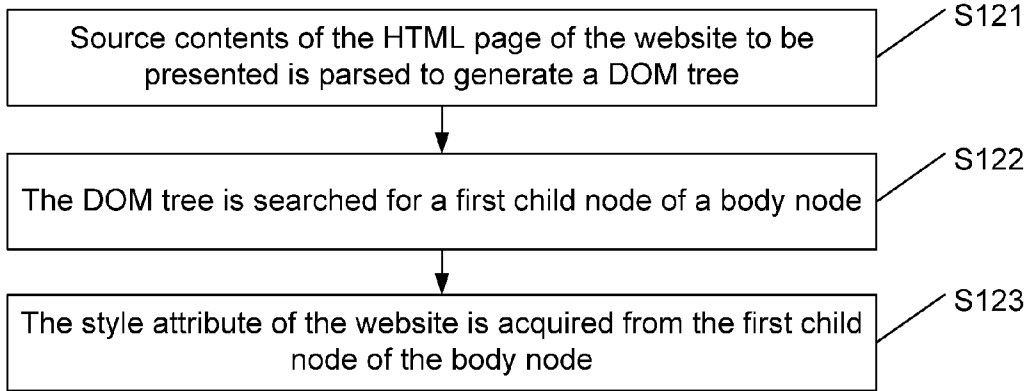 S121
Source contents of the HTML page of the website to be
presented is parsed to generate a DOM tree
S122
The DOM tree is searched for a first child node of a body node
S123
The style attribute of the website is acquired from the first child
node of the body node